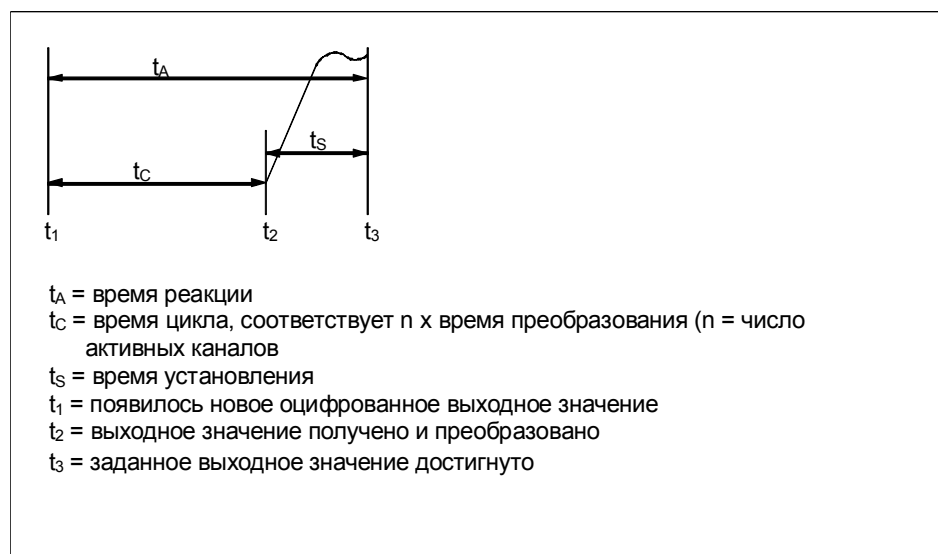 tA
tS
tC
t1 t2 t3
tA = время реакции
tC = время цикла, соответствует n x время преобразования (n = число
активных каналов
tS = время установления
t1 = появилось новое оцифрованное выходное значение
t2 = выходное значение получено и преобразовано
t3 = заданное выходное значение достигнуто